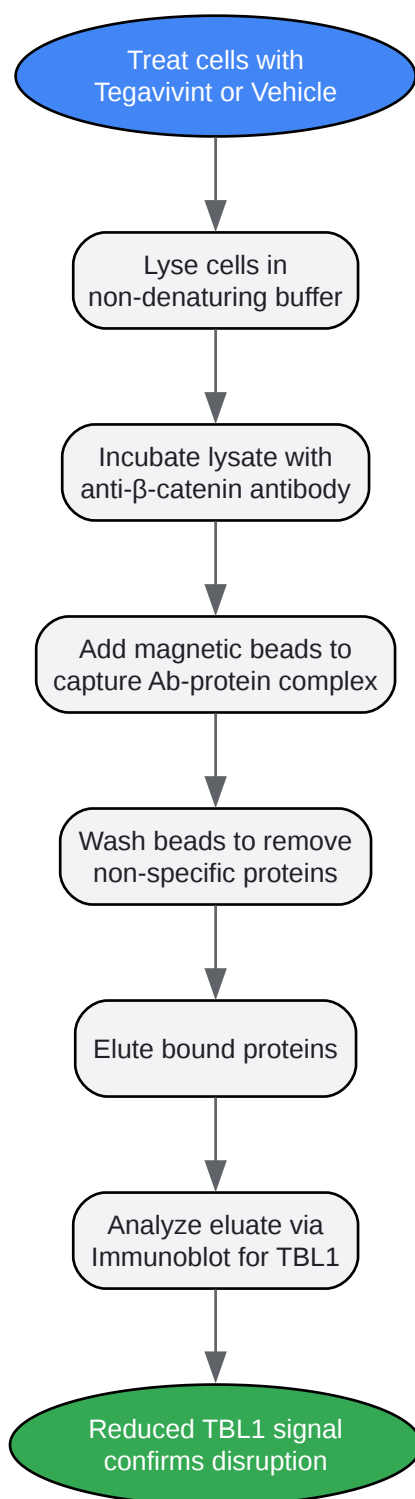 Treat cells with
Tegavivint or Vehicle
Lyse cells in
non-denaturing buffer
Incubate lysate with
anti-β-catenin antibody
Add magnetic beads to
capture Ab-protein complex
Wash beads to remove
non-specific proteins
Elute bound proteins
Analyze eluate via
Immunoblot for TBL1
Reduced TBL1 signal
confirms disruption